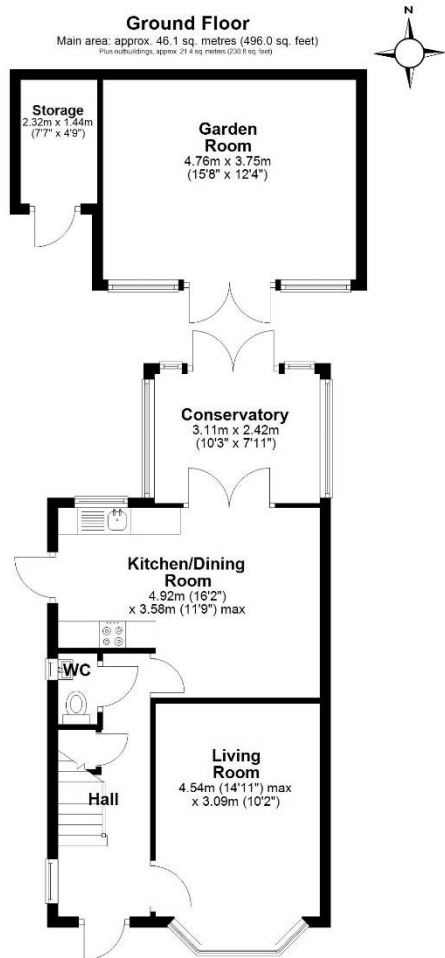 Ground Floor
Main area: approx. 46.1 sq. metres (496.0 sq. feet)
Plus outbuildings, approx. 21.4 sq. metres (230.8 sq. feet)
N
Storage
2.32m x 1.44m
(7'7" x 4'9")
Garden
Room
4.76m x 3.75m
(15'8" x 12'4")
Conservatory
3.11m x 2.42m
(10'3" x 7'11")
Kitchen/Dining
Room
4.92m (16'2")
x 3.58m (11'9") max
WC
Living
Room
4.54m (14'11") max
x 3.09m (10'2")
Hall